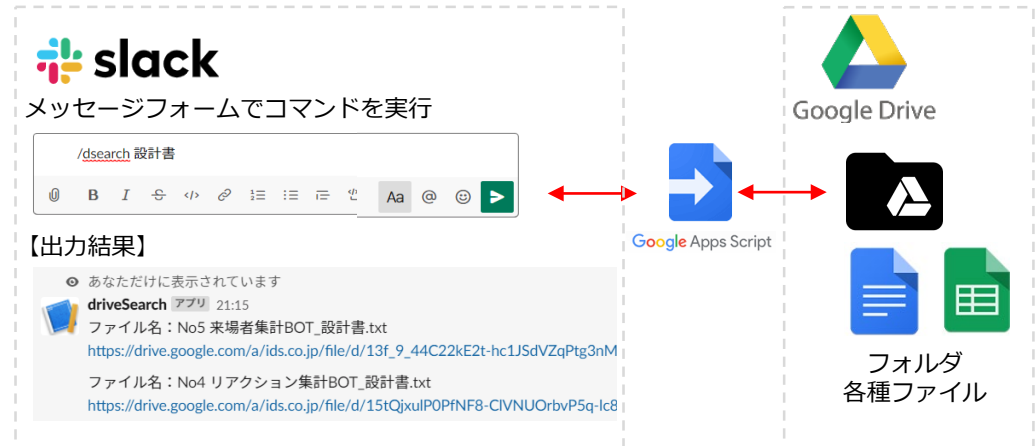 slack
メッセージフォームでコマンドを実行
/dsearch 設計書
B I S </> Aa @
【出力結果】
あなただけに表示されています
driveSearch アプリ 21:15
ファイル名：No5 来場者集計BOT_設計書.txt
https://drive.google.com/a/ids.co.jp/file/d/13f_9_44C22kE2t-hc1JSdVZqPtg3nM
ファイル名：No4 リアクション集計BOT_設計書.txt
https://drive.google.com/a/ids.co.jp/file/d/15tQjxulP0PfNF8-ClVNUOrbvP5q-lc8
Google Apps Script
Google Drive
フォルダ
各種ファイル